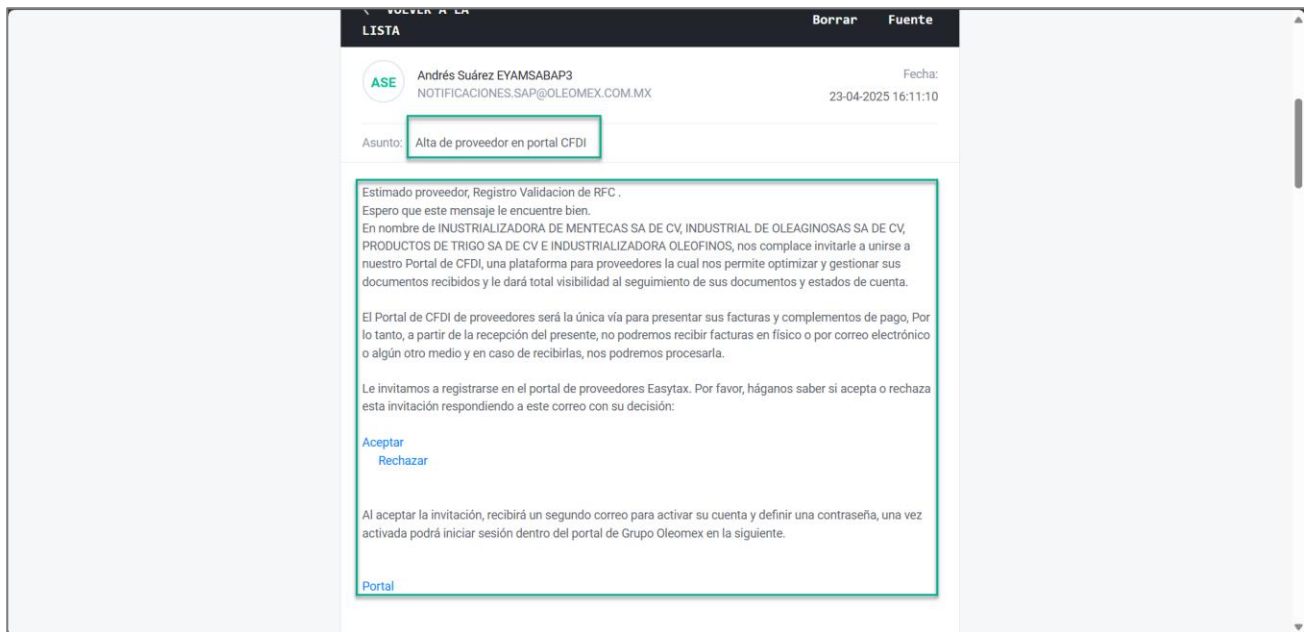 VOLVER A LA
LISTA
Borrar Fuente
ASE
Andrés Suárez EYAMSABAP3
NOTIFICACIONES.SAP@OLEOMEX.COM.MX
Fecha:
23-04-2025 16:11:10
Asunto: Alta de proveedor en portal CFDI
Estimado proveedor, Registro Validacion de RFC .
Espero que este mensaje le encuentre bien.
En nombre de INUSTRIALIZADORA DE MENTECAS SA DE CV, INDUSTRIAL DE OLEAGINOSAS SA DE CV,
PRODUCTOS DE TRIGO SA DE CV E INDUSTRIALIZADORA OLEOFINOS, nos complace invitarle a unirse a
nuestro Portal de CFDI, una plataforma para proveedores la cual nos permite optimizar y gestionar sus
documentos recibidos y le dará total visibilidad al seguimiento de sus documentos y estados de cuenta.
El Portal de CFDI de proveedores será la única vía para presentar sus facturas y complementos de pago, Por
lo tanto, a partir de la recepción del presente, no podremos recibir facturas en físico o por correo electrónico
o algún otro medio y en caso de recibirlas, nos podremos procesarla.
Le invitamos a registrarse en el portal de proveedores Easytax. Por favor, háganos saber si acepta o rechaza
esta invitación respondiendo a este correo con su decisión:
Aceptar
Rechazar
Al aceptar la invitación, recibirá un segundo correo para activar su cuenta y definir una contraseña, una vez
activada podrá iniciar sesión dentro del portal de Grupo Oleomex en la siguiente.
Portal